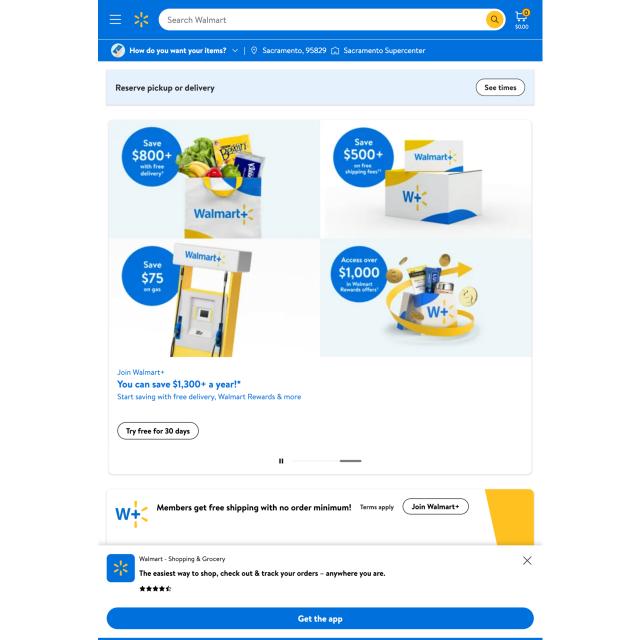 Search Walmart
0
$0.00
How do you want your items?
Sacramento, 95829
Sacramento Supercenter
Reserve pickup or delivery
See times
Save
$800+
with free
delivery†
Walmart+
Save
$500+
on free
shipping fees**
Walmart+
W+
Save
$75
on gas
Walmart+
Access over
$1,000
in Walmart
Rewards offers†
W+
Join Walmart+
You can save $1,300+ a year!*
Start saving with free delivery, Walmart Rewards & more
Try free for 30 days
W+
Members get free shipping with no order minimum!
Terms apply
Join Walmart+
Walmart - Shopping & Grocery
The easiest way to shop, check out & track your orders – anywhere you are.
Get the app